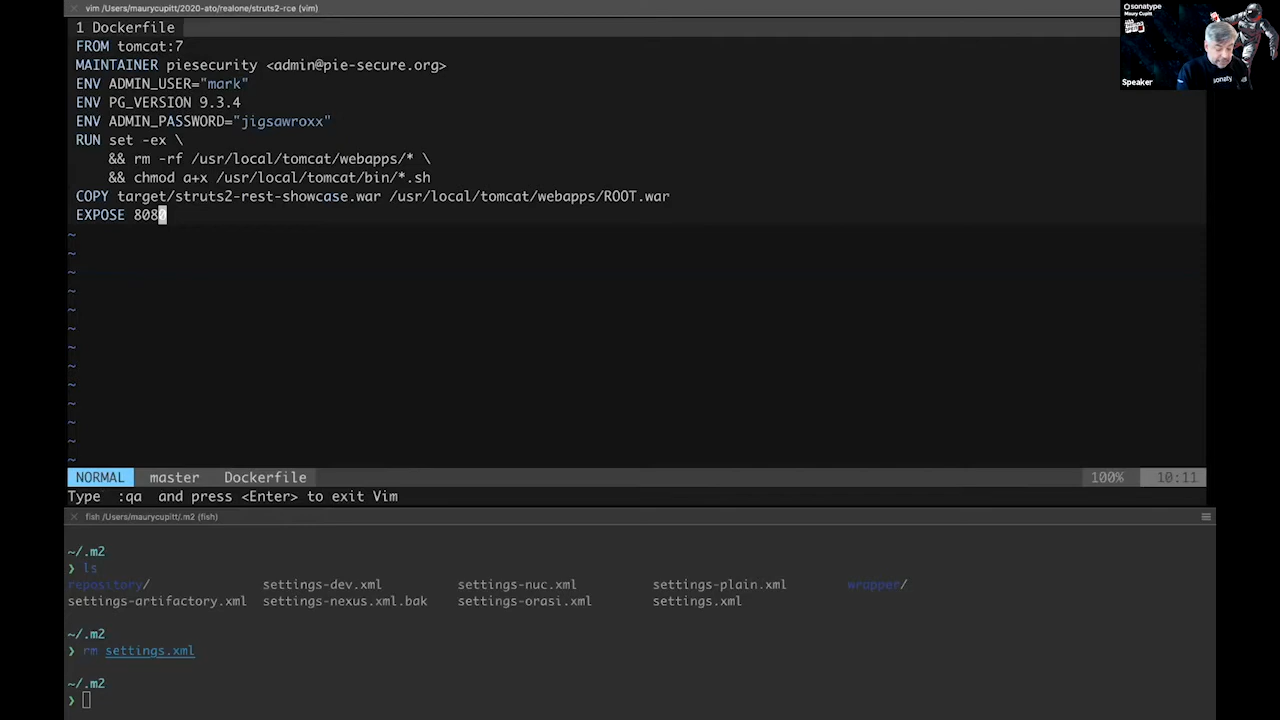 vim /Users/maurycupitt/2020-ato/realone/struts2-rce (vim)
1 Dockerfile
FROM tomcat:7
MAINTAINER piesecurity <admin@pie-secure.org>
ENV ADMIN_USER="mark"
ENV PG_VERSION 9.3.4
ENV ADMIN_PASSWORD="jigsawroxx"
RUN set -ex \
&& rm -rf /usr/local/tomcat/webapps/* \
&& chmod a+x /usr/local/tomcat/bin/*.sh
COPY target/struts2-rest-showcase.war /usr/local/tomcat/webapps/ROOT.war
EXPOSE 8080
~
~
~
~
~
~
~
~
~
~
~
~
~
NORMAL master Dockerfile 100% 10:11
Type :qa and press <Enter> to exit Vim
fish /Users/maurycupitt/.m2 (fish)
~/.m2
❯ ls
repository/ settings-dev.xml settings-nuc.xml settings-plain.xml wrapper/
settings-artifactory.xml settings-nexus.xml.bak settings-orasi.xml settings.xml
~/.m2
❯ rm settings.xml
~/.m2
❯
sonatype
Maury Cupitt
Speaker